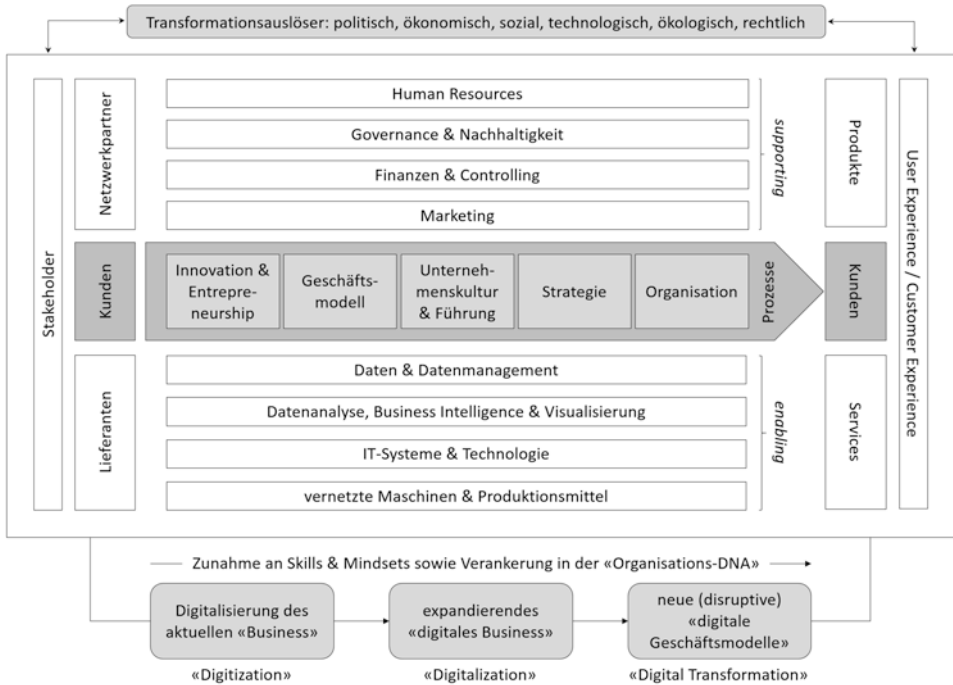 Transformationsauslöser: politisch, ökonomisch, sozial, technologisch, ökologisch, rechtlich
Stakeholder
Netzwerkpartner
Kunden
Lieferanten
Human Resources
Governance & Nachhaltigkeit
Finanzen & Controlling
Marketing
supporting
Innovation &
Entrepre-
neurship
Geschäfts-
modell
Unterneh-
menskultur
& Führung
Strategie
Organisation
Prozesse
Daten & Datenmanagement
Datenanalyse, Business Intelligence & Visualisierung
IT-Systeme & Technologie
vernetzte Maschinen & Produktionsmittel
enabling
Produkte
Kunden
Services
User Experience / Customer Experience
Zunahme an Skills & Mindsets sowie Verankerung in der «Organisations-DNA»
Digitalisierung des
aktuellen «Business»
expandierendes
«digitales Business»
neue (disruptive)
«digitale
Geschäftsmodelle»
«Digitization»
«Digitalization»
«Digital Transformation»